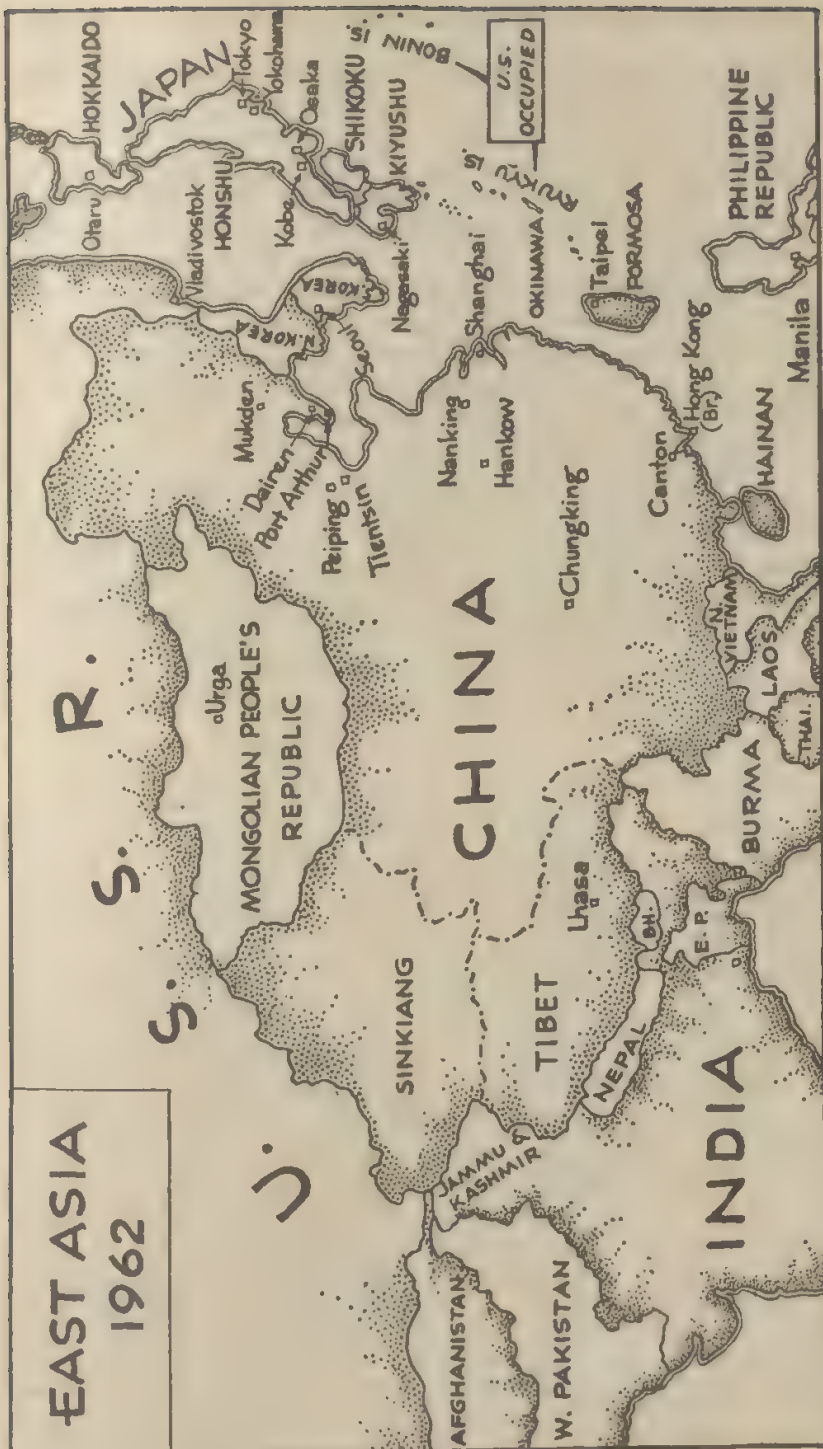 EAST ASIA
1962
U. S. S. R.
HOKKAIDO
Otaru
JAPAN
Tokyo
Yokohama
Osaka
Vladivostok
HONSHU
Kobe
SHIKOKU
KIYUSHU
Nagasaki
BONIN IS.
U.S.
OCCUPIED
RYUKYU IS.
OKINAWA
N. KOREA
KOREA
Seoul
Mukden
Dairen
Port Arthur
Peiping
Tientsin
MONGOLIAN PEOPLE'S
REPUBLIC
Urga
SINKIANG
CHINA
Nanking
Shanghai
Hankow
Chungking
Taipei
FORMOSA
Canton
Hong Kong
(Br.)
HAINAN
PHILIPPINE
REPUBLIC
Manila
TIBET
Lhasa
AFGHANISTAN
W. PAKISTAN
JAMMU &
KASHMIR
INDIA
NEPAL
BH.
E. P.
BURMA
N.
VIETNAM
LAOS
THAI.